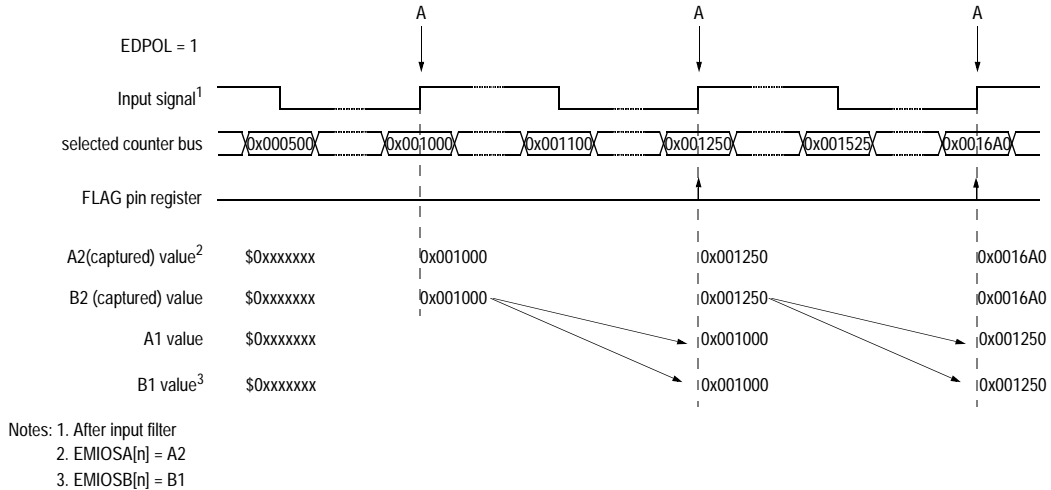 A A A
EDPOL = 1
Input signal1
selected counter bus 0x000500 0x001000 0x001100 0x001250 0x001525 0x0016A0
FLAG pin register
A2(captured) value2 $0xxxxxxx 0x001000 0x001250 0x0016A0
B2 (captured) value $0xxxxxxx 0x001000 0x001250 0x0016A0
A1 value $0xxxxxxx 0x001000 0x001250
B1 value3 $0xxxxxxx 0x001000 0x001250
Notes: 1. After input filter
2. EMIOSA[n] = A2
3. EMIOSB[n] = B1